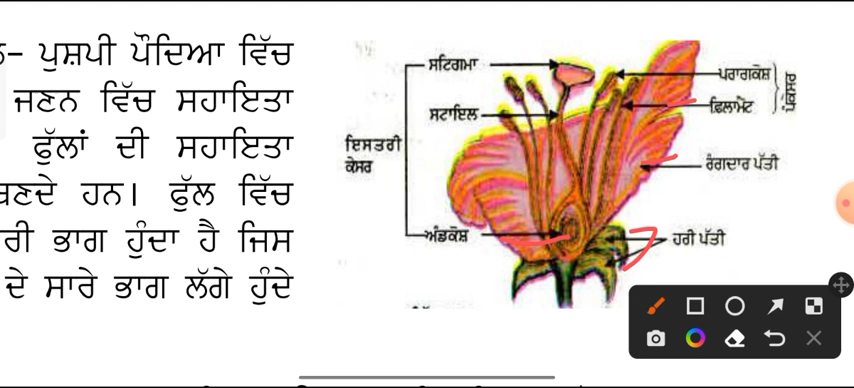 – ਪੁਸ਼ਪੀ ਪੌਦਿਆ ਵਿੱਚ
ਜਣਨ ਵਿੱਚ ਸਹਾਇਤਾ
ਫੁੱਲਾਂ ਦੀ ਸਹਾਇਤਾ
ਬਣਦੇ ਹਨ। ਫੁੱਲ ਵਿੱਚ
ਰੀ ਭਾਗ ਹੁੰਦਾ ਹੈ ਜਿਸ
ਦੇ ਸਾਰੇ ਭਾਗ ਲੱਗੇ ਹੁੰਦੇ
ਸਟਿਗਮਾ
ਸਟਾਇਲ
ਇਸਤਰੀ
ਕੇਸਰ
ਅੰਡਕੋਸ਼
ਪਰਾਗਕੋਸ਼
ਫ਼ਿਲਾਮੈਂਟ
ਪੁੰਕੇਸਰ
ਰੰਗਦਾਰ ਪੱਤੀ
ਹਰੀ ਪੱਤੀ